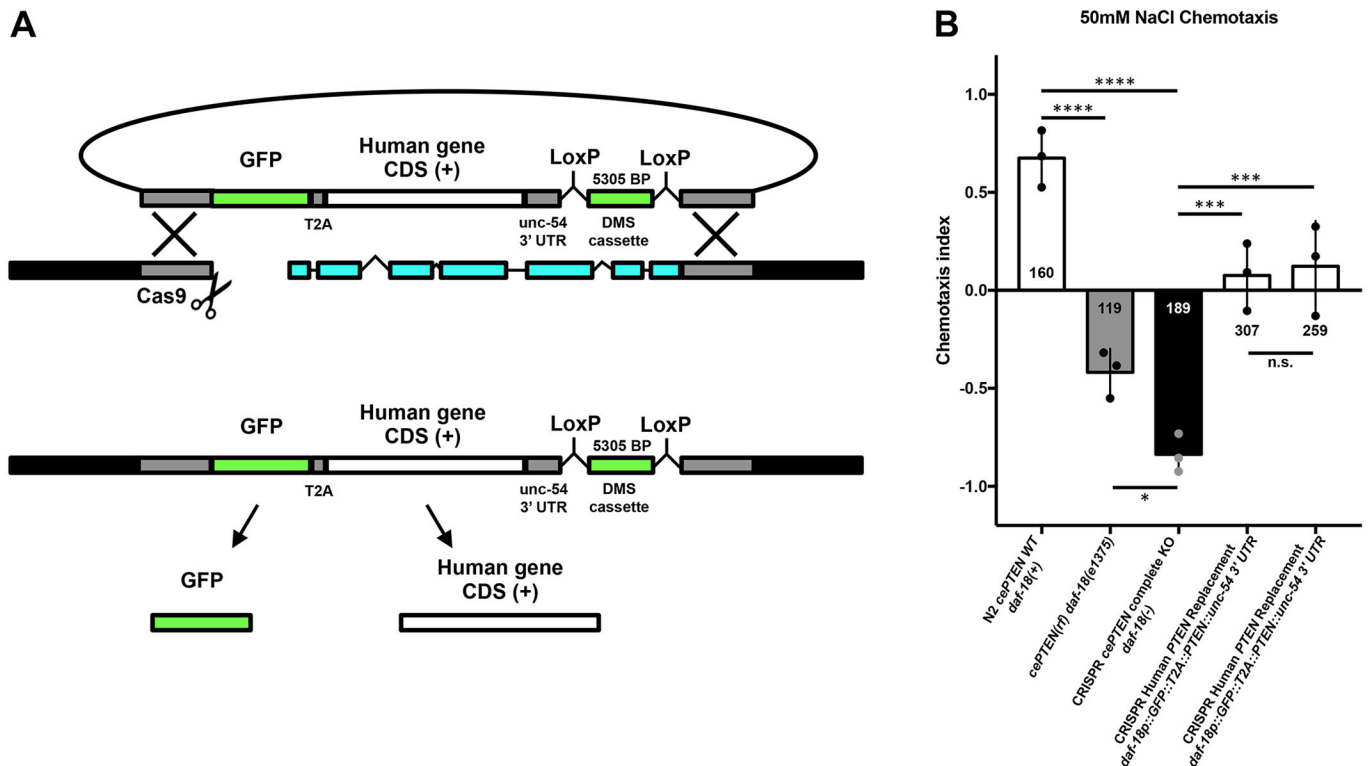 A
GFP
Human gene
CDS (+)
LoxP
5305 BP
LoxP
T2A
unc-54
3' UTR
DMS
cassette
Cas9
GFP
Human gene
CDS (+)
LoxP
5305 BP
LoxP
T2A
unc-54
3' UTR
DMS
cassette
GFP
Human gene
CDS (+)
B
50mM NaCl Chemotaxis
Chemotaxis index
1.0
0.5
0.0
-0.5
-1.0
****
****
***
***
160
119
189
307
259
n.s.
*
N2 cePTEN WT
daf-18(+)
cePTEN(rf) daf-18(e1375)
CRISPR cePTEN complete KO
daf-18(-)
CRISPR Human PTEN Replacement
daf-18p::GFP::T2A::PTEN::unc-54 3' UTR
CRISPR Human PTEN Replacement
daf-18p::GFP::T2A::PTEN::unc-54 3' UTR